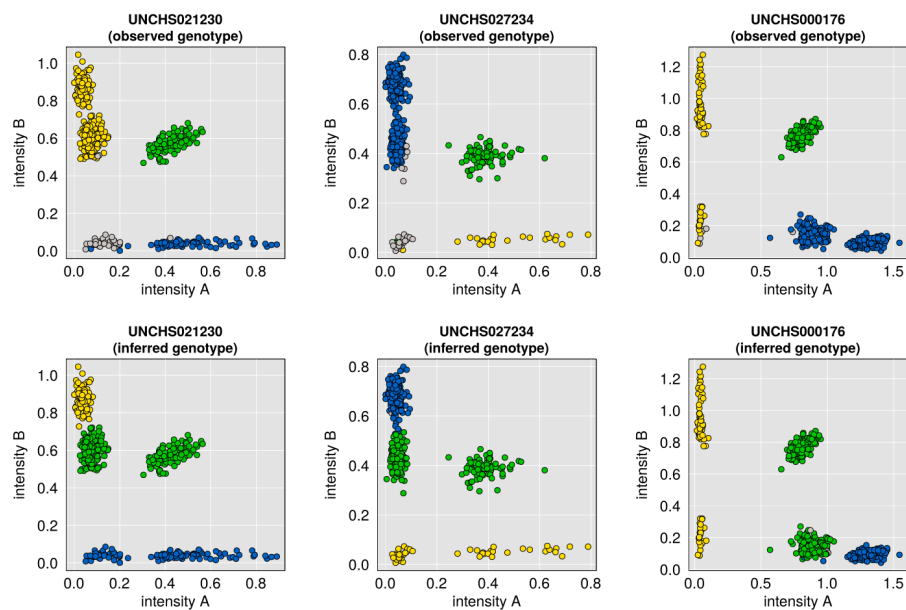 UNCHS021230
(observed genotype)
UNCHS027234
(observed genotype)
UNCHS000176
(observed genotype)
intensity B
1.0
0.8
0.6
0.4
0.2
0.0
0.0 0.2 0.4 0.6 0.8
intensity A
intensity B
0.8
0.6
0.4
0.2
0.0
0.0 0.2 0.4 0.6 0.8
intensity A
intensity B
1.2
1.0
0.8
0.6
0.4
0.2
0.0
0.0 0.5 1.0 1.5
intensity A
UNCHS021230
(inferred genotype)
UNCHS027234
(inferred genotype)
UNCHS000176
(inferred genotype)
intensity B
1.0
0.8
0.6
0.4
0.2
0.0
0.0 0.2 0.4 0.6 0.8
intensity A
intensity B
0.8
0.6
0.4
0.2
0.0
0.0 0.2 0.4 0.6 0.8
intensity A
intensity B
1.2
1.0
0.8
0.6
0.4
0.2
0.0
0.0 0.5 1.0 1.5
intensity A